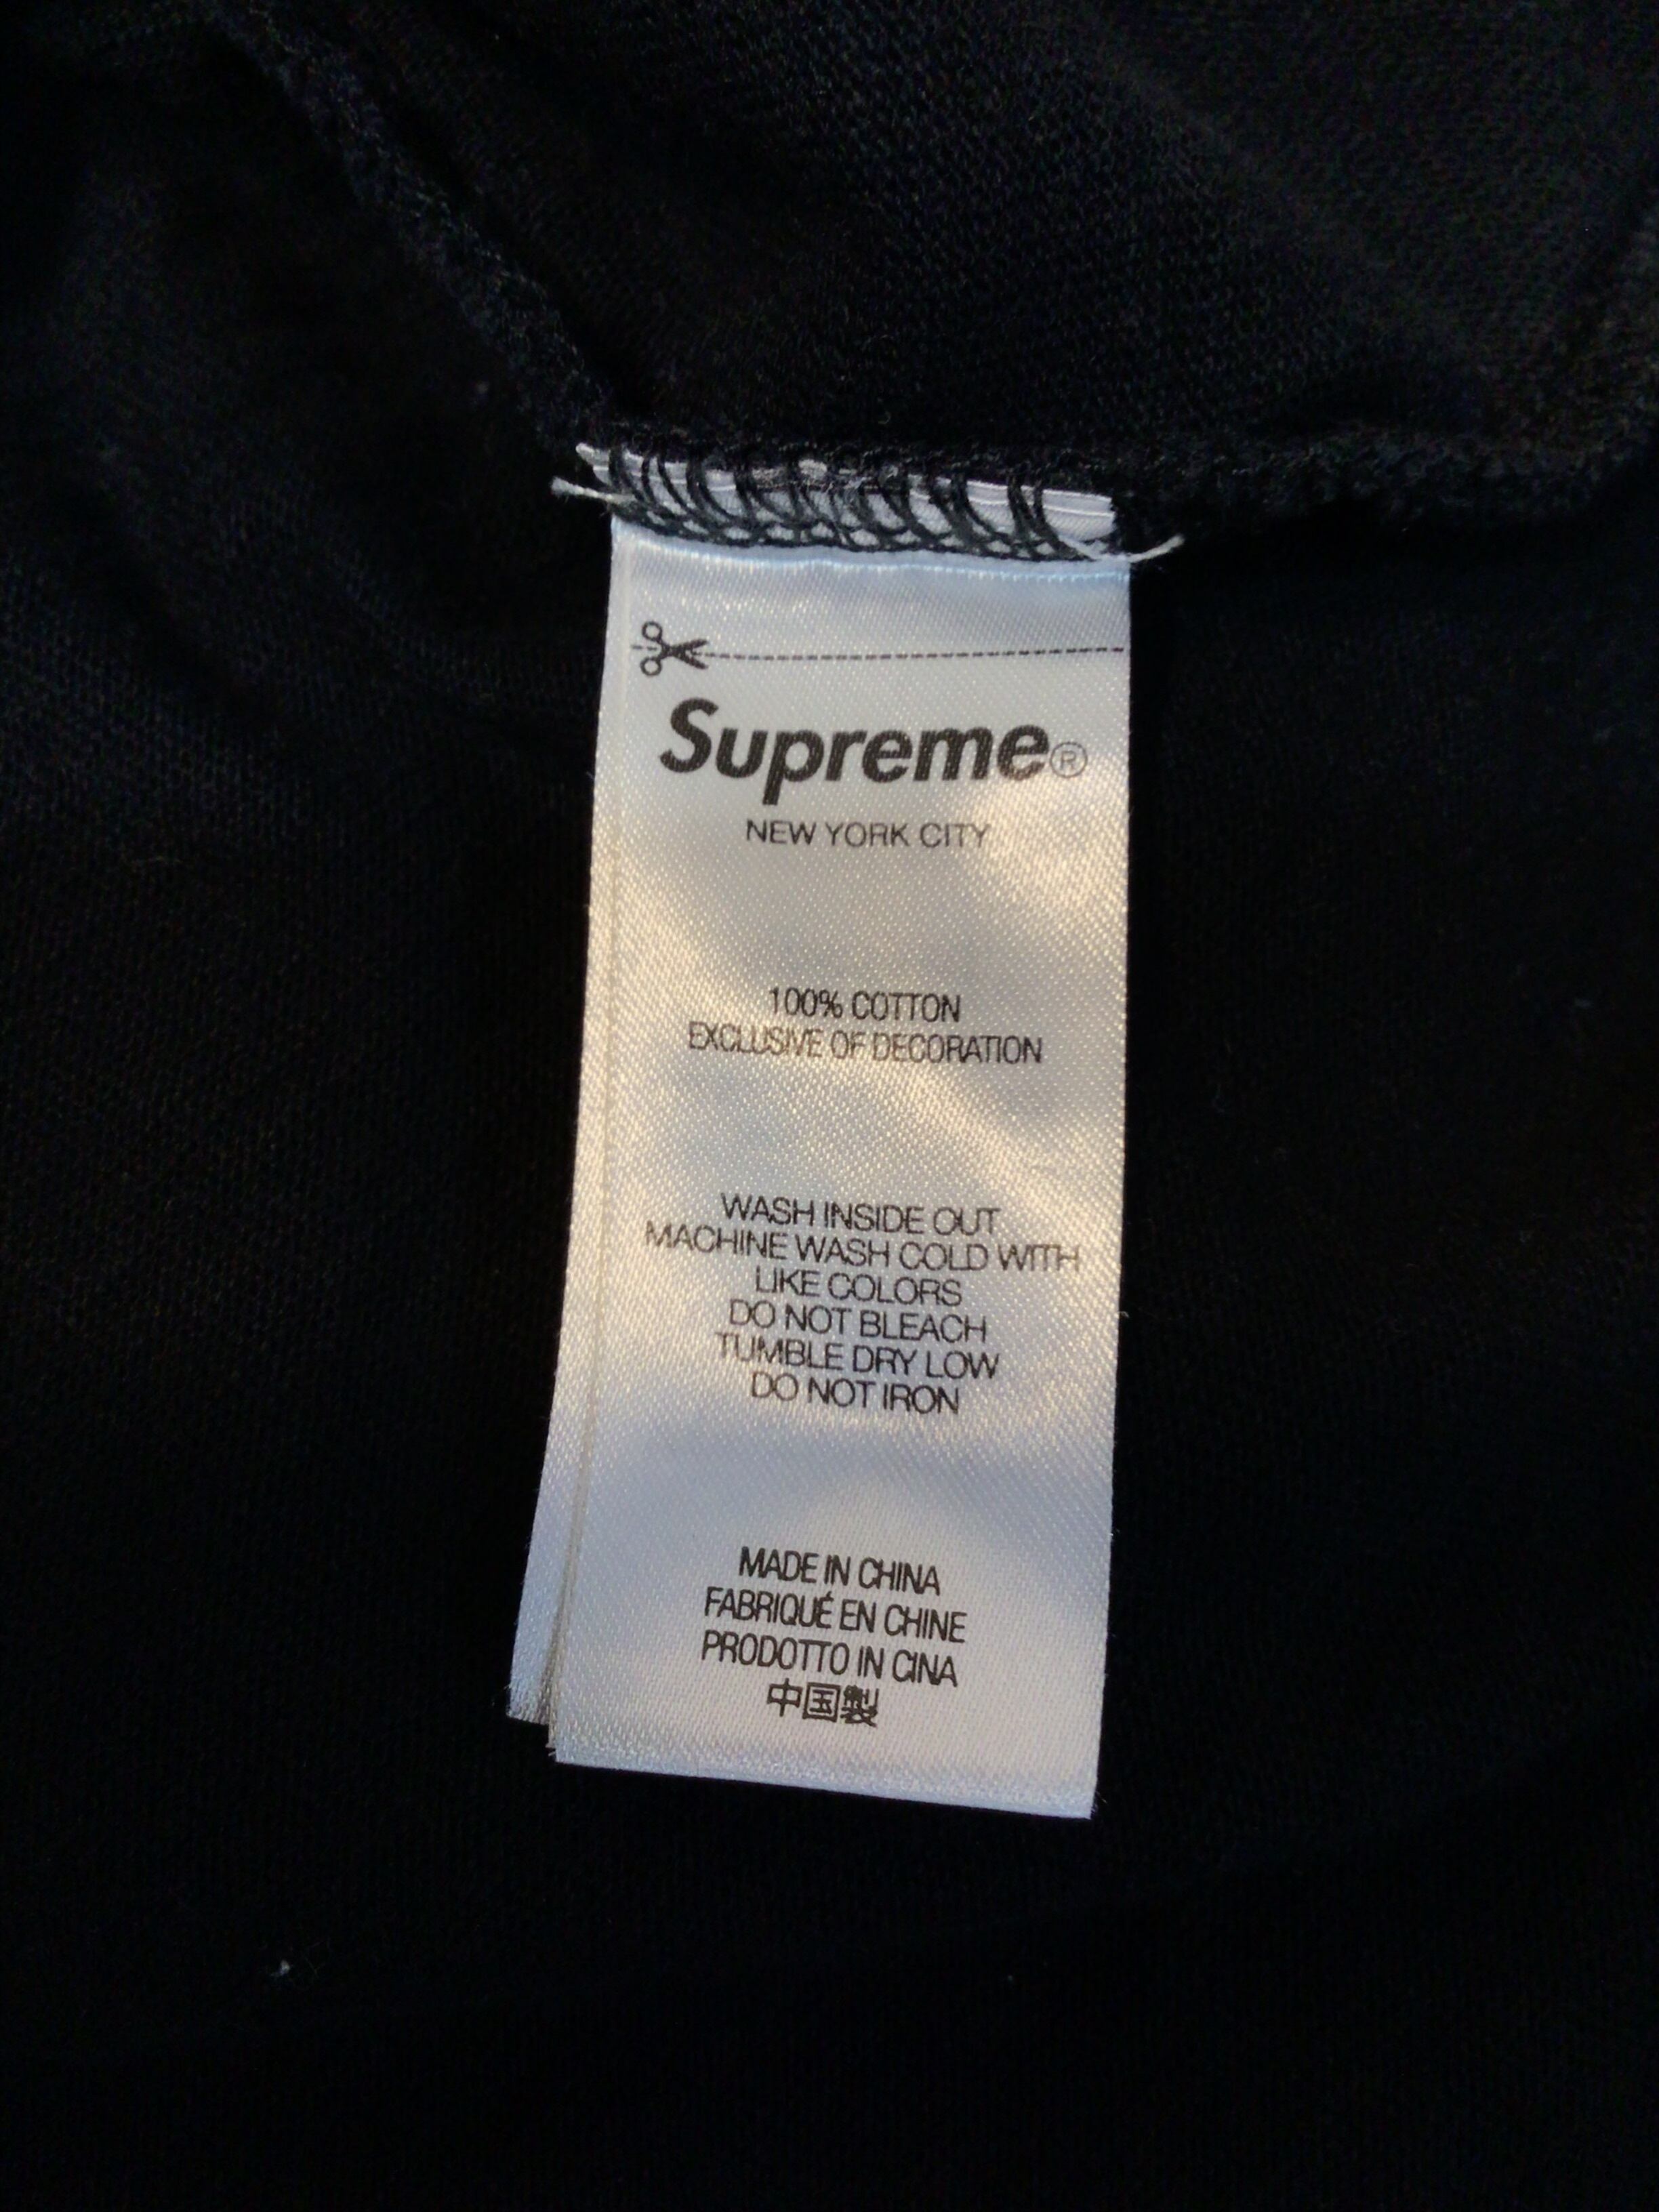 Supreme®
NEW YORK CITY
100% COTTON
EXCLUSIVE OF DECORATION
WASH INSIDE OUT
MACHINE WASH COLD WITH
LIKE COLORS
DO NOT BLEACH
TUMBLE DRY LOW
DO NOT IRON
MADE IN CHINA
FABRIQUÉ EN CHINE
PRODOTTO IN CINA
中国製